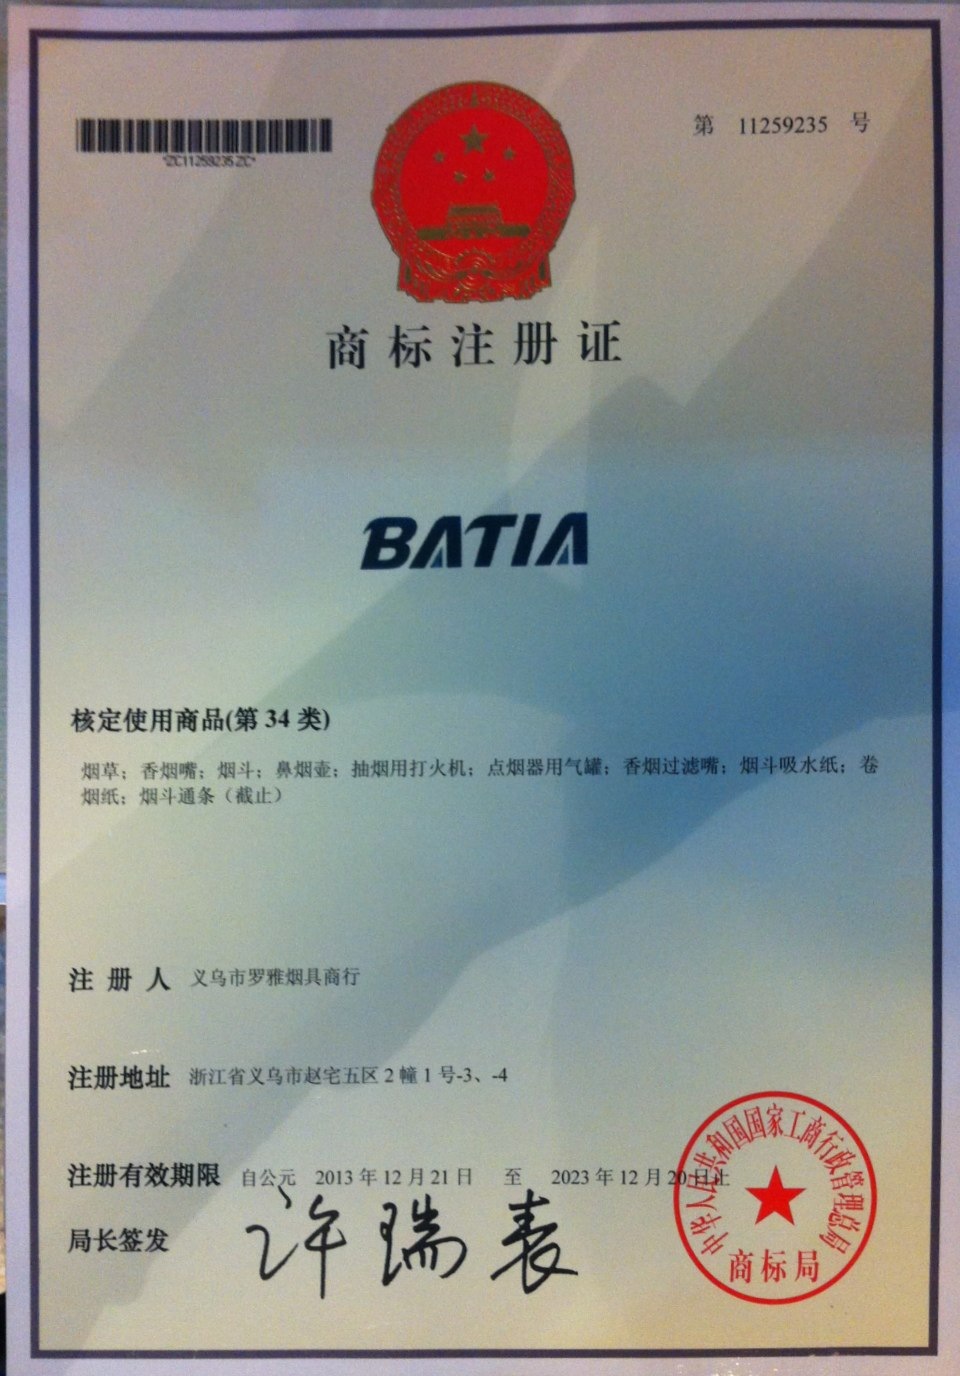 第 11259235 号
*ZC11259235ZC*
商标注册证
BATIA
核定使用商品(第 34 类)
烟草；香烟嘴；烟斗；鼻烟壶；抽烟用打火机；点烟器用气罐；香烟过滤嘴；烟斗吸水纸；卷
烟纸；烟斗通条（截止）
注册人 义乌市罗雅烟具商行
注册地址 浙江省义乌市赵宅五区 2 幢 1 号-3、-4
注册有效期限 自公元 2013 年 12 月 21 日 至 2023 年 12 月 20 日止
局长签发 许瑞表
中华人民共和国国家工商行政管理总局
商标局